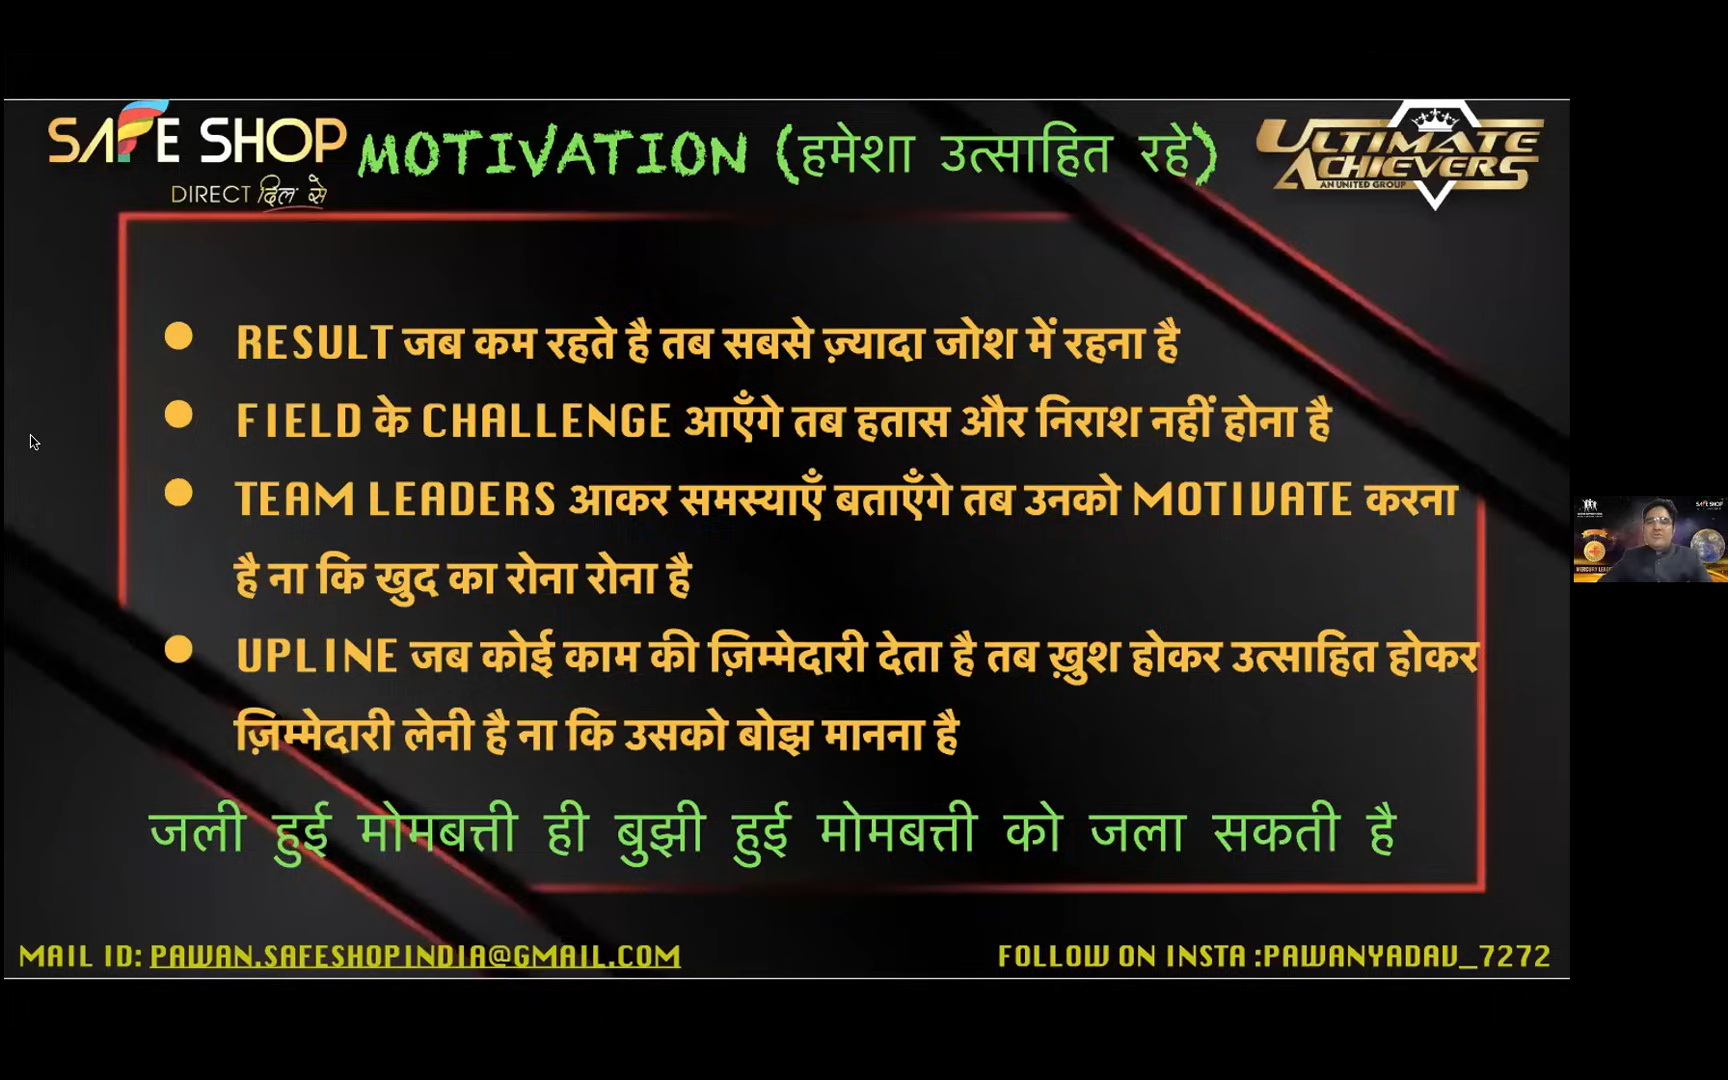 SAFE SHOP
DIRECT दिल से
MOTIVATION (हमेशा उत्साहित रहे)
ULTIMATE
ACHIEVERS
AN UNITED GROUP
RESULT जब कम रहते है तब सबसे ज़्यादा जोश में रहना है
FIELD के CHALLENGE आएँगे तब हतास और निराश नहीं होना है
TEAM LEADERS आकर समस्याएँ बताएँगे तब उनको MOTIVATE करना
है ना कि खुद का रोना रोना है
UPLINE जब कोई काम की ज़िम्मेदारी देता है तब ख़ुश होकर उत्साहित होकर
ज़िम्मेदारी लेनी है ना कि उसको बोझ मानना है
जली हुई मोमबत्ती ही बुझी हुई मोमबत्ती को जला सकती है
MAIL ID: PAWAN.SAFESHOPINDIA@GMAIL.COM
FOLLOW ON INSTA :PAWANYADAV_7272
SAFE SHOP